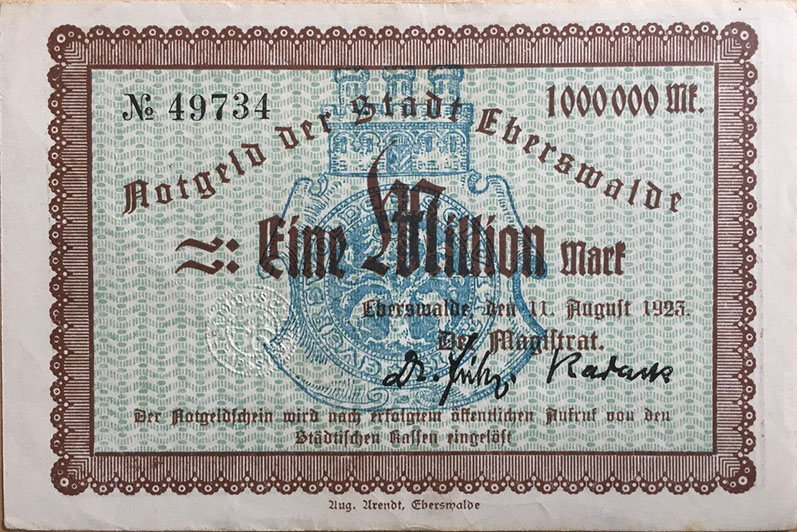 № 49734
1000000 Mk.
Notgeld der Stadt Eberswalde
Eine Million Mark
Eberswalde, den 11. August 1923.
Der Magistrat.
Der Notgeldschein wird nach erfolgtem öffentlichen Aufruf von den
Städtischen Kassen eingelöst
Aug. Arendt, Eberswalde